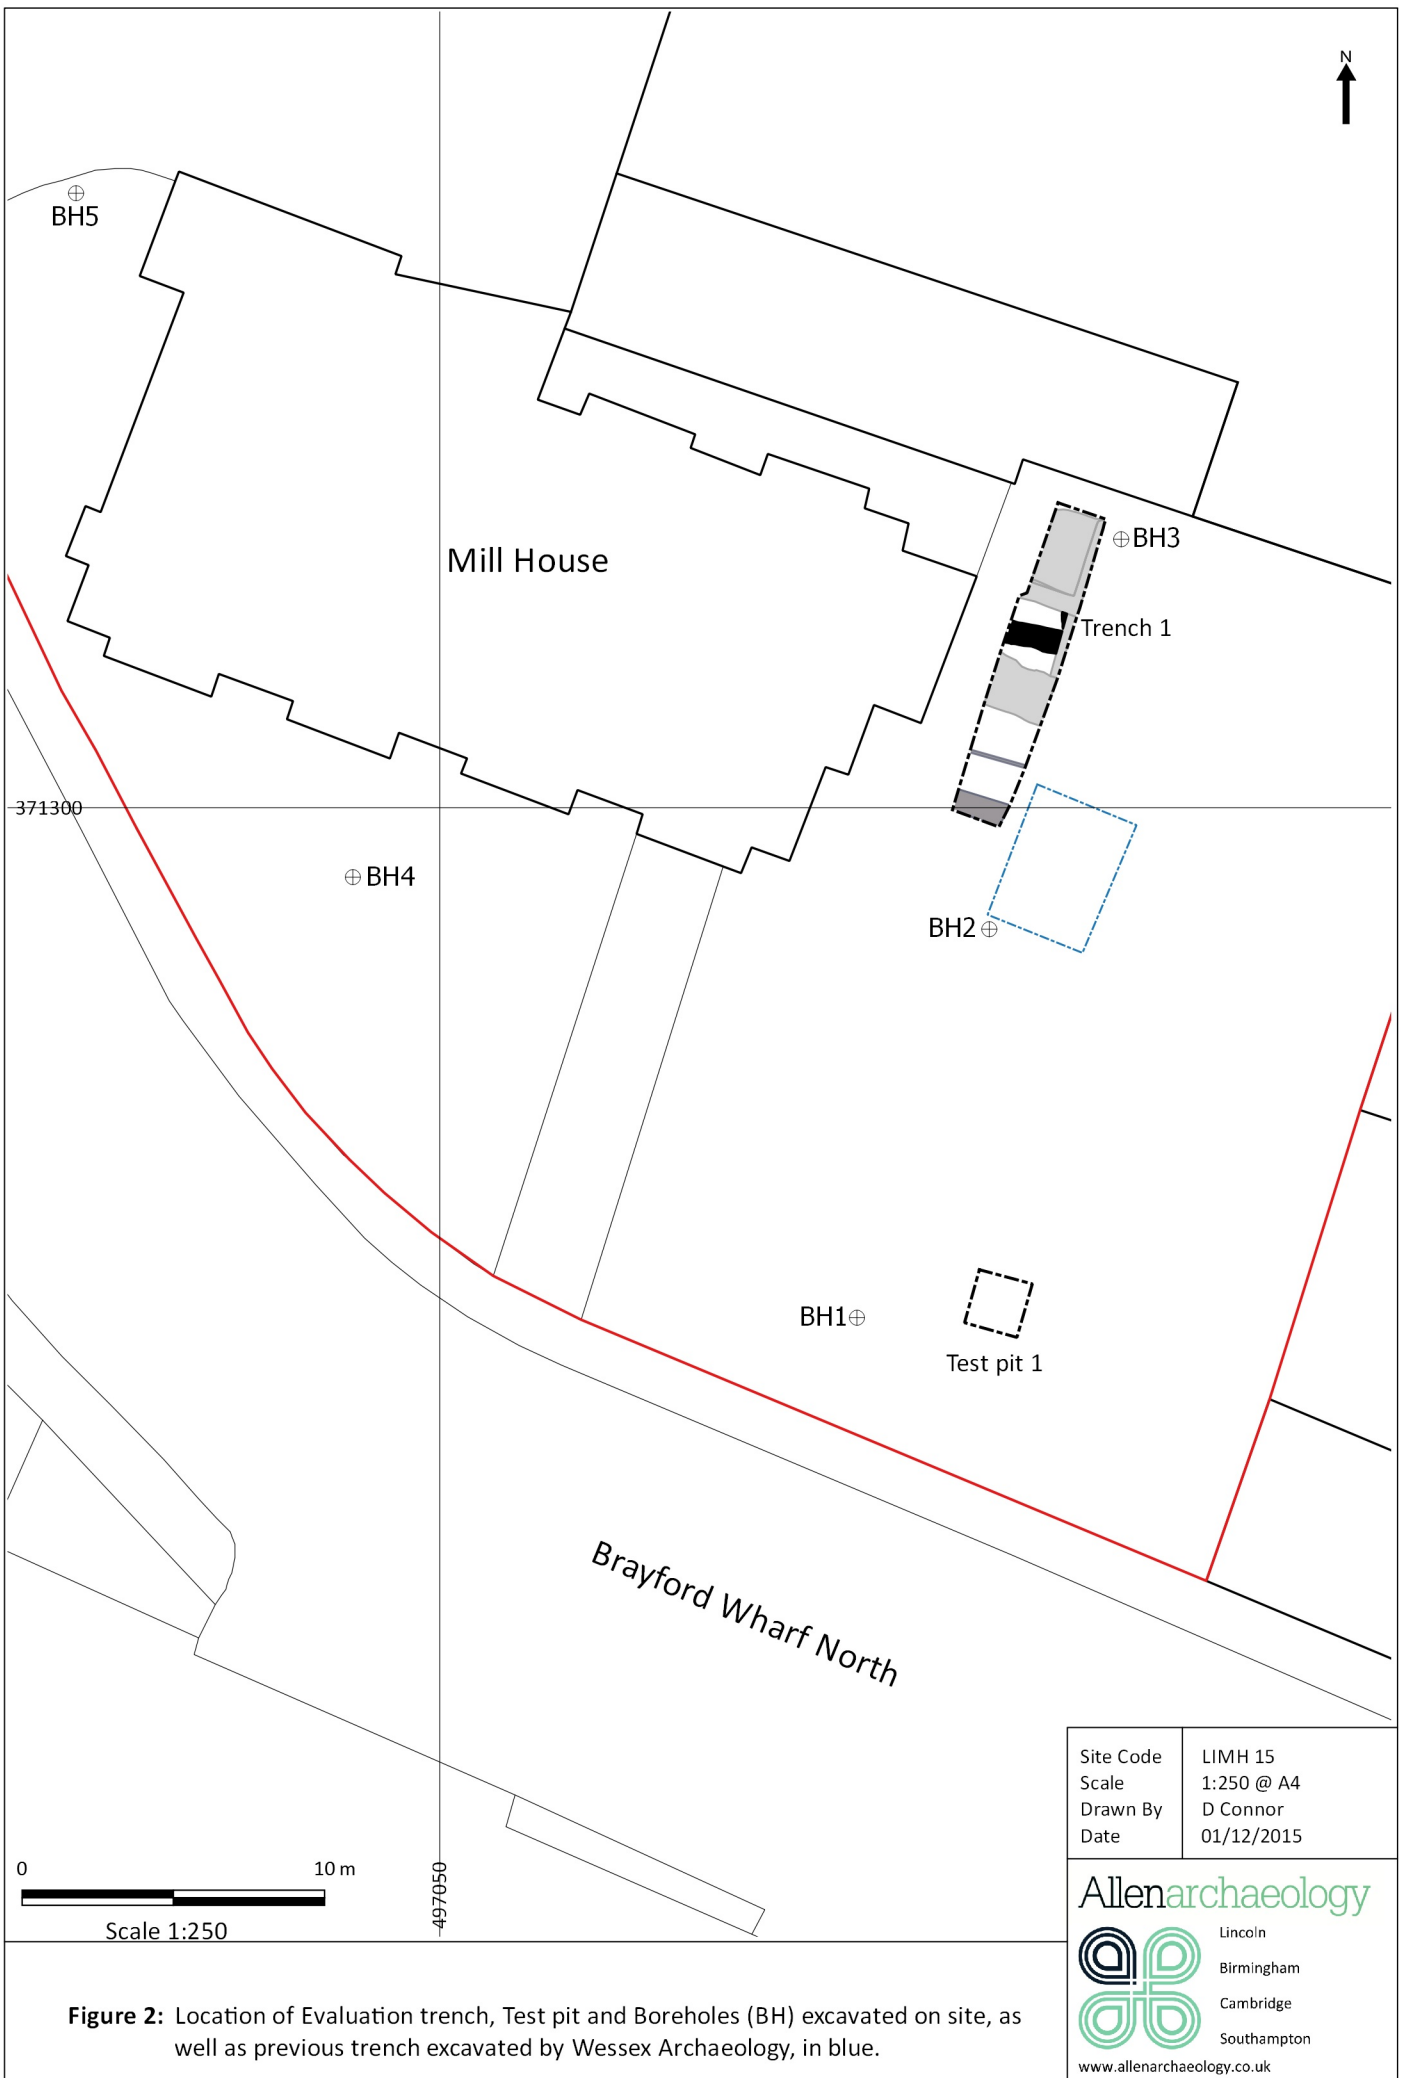 N
BH5
BH3
Mill House
Trench 1
371300
BH4
BH2
BH1
Test pit 1
Brayford Wharf North
Site Code LIMH 15
Scale 1:250 @ A4
Drawn By D Connor
Date 01/12/2015
0 10 m
497050
Scale 1:250
Allenarchaeology
Lincoln
Birmingham
Cambridge
Southampton
www.allenarchaeology.co.uk
Figure 2: Location of Evaluation trench, Test pit and Boreholes (BH) excavated on site, as
well as previous trench excavated by Wessex Archaeology, in blue.